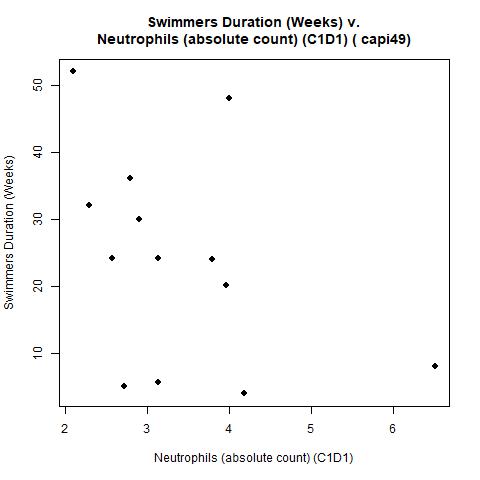 Swimmers Duration (Weeks) v.
Neutrophils (absolute count) (C1D1) ( capi49)
Swimmers Duration (Weeks)
50
40
30
20
10
2 3 4 5 6
Neutrophils (absolute count) (C1D1)